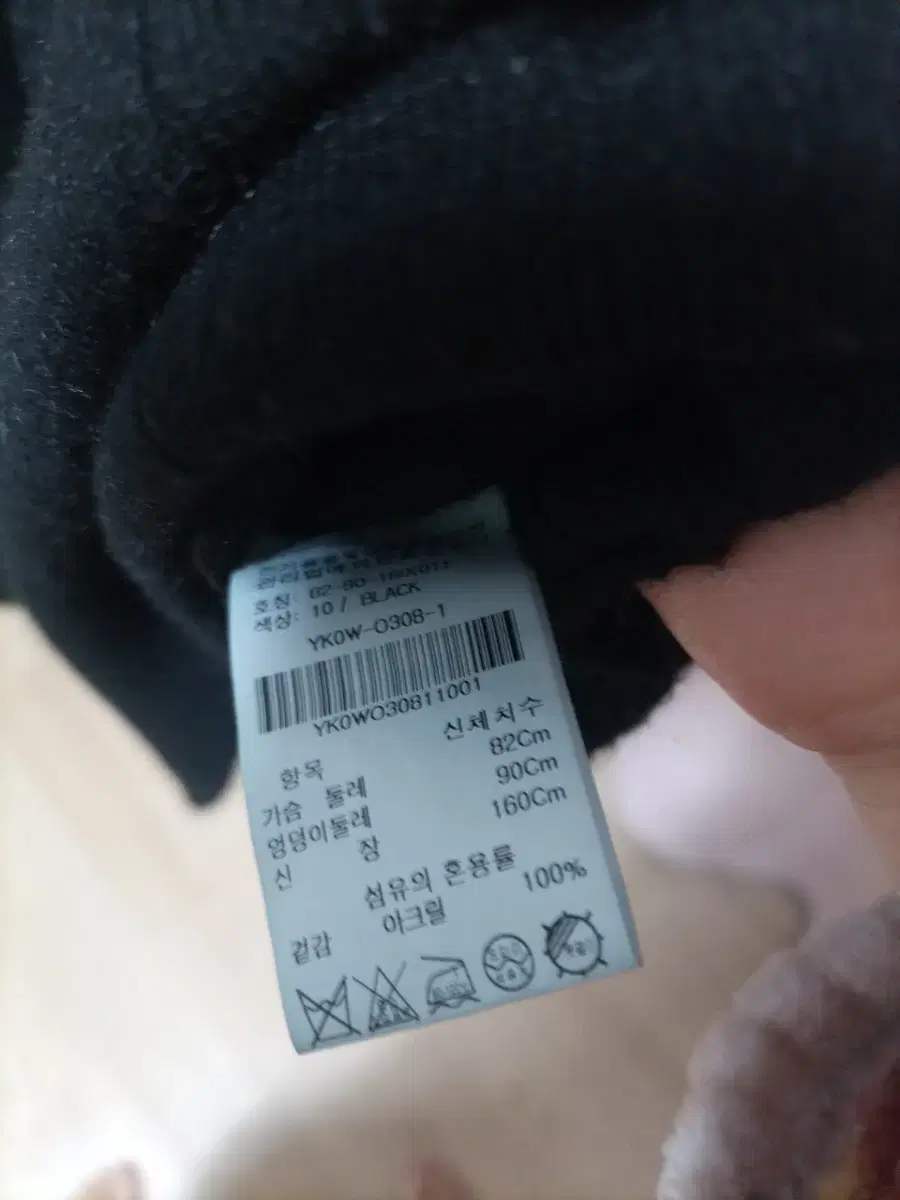 호칭: 82-90-160
색상: 10 / BLACK
YK0W-O308-1
YK0WO30811001
항목 신체치수
가슴 둘레 82Cm
엉덩이둘레 90Cm
신 장 160Cm
섬유의 혼용률
겉감 아크릴 100%